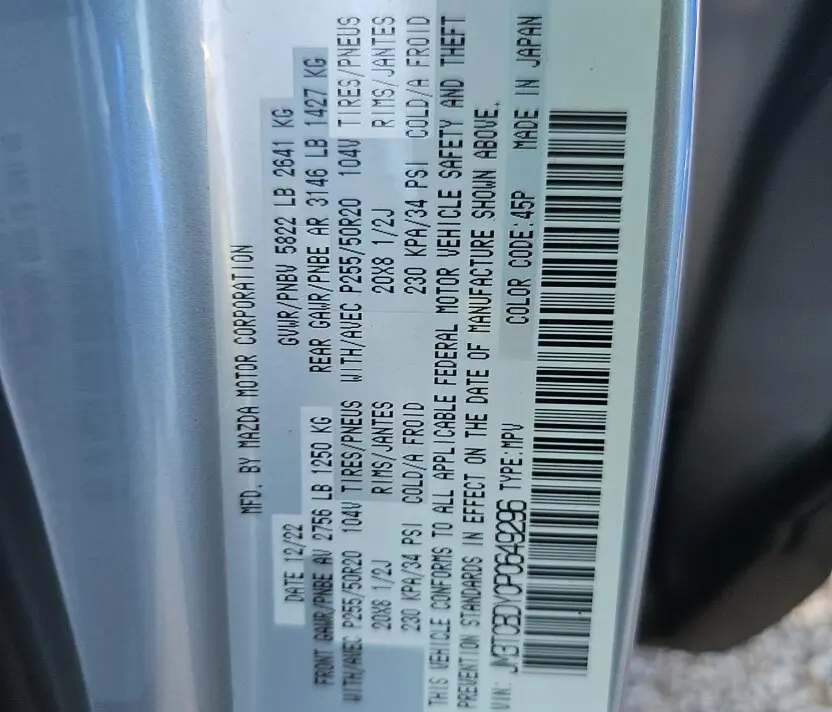 MFD. BY MAZDA MOTOR CORPORATION
DATE 12/22 GVWR/PNBV 5822 LB 2641 KG
FRONT GAWR/PNBE AV 2756 LB 1250 KG REAR GAWR/PNBE AR 3146 LB 1427 KG
WITH/AVEC P255/50R20 104V TIRES/PNEUS WITH/AVEC P255/50R20 104V TIRES/PNEUS
20X8 1/2J RIMS/JANTES 20X8 1/2J RIMS/JANTES
230 KPA/34 PSI COLD/A FROID 230 KPA/34 PSI COLD/A FROID
THIS VEHICLE CONFORMS TO ALL APPLICABLE FEDERAL MOTOR VEHICLE SAFETY AND THEFT
PREVENTION STANDARDS IN EFFECT ON THE DATE OF MANUFACTURE SHOWN ABOVE.
VIN: JM3TCBDY0P0649296 TYPE:MPV COLOR CODE:45P MADE IN JAPAN